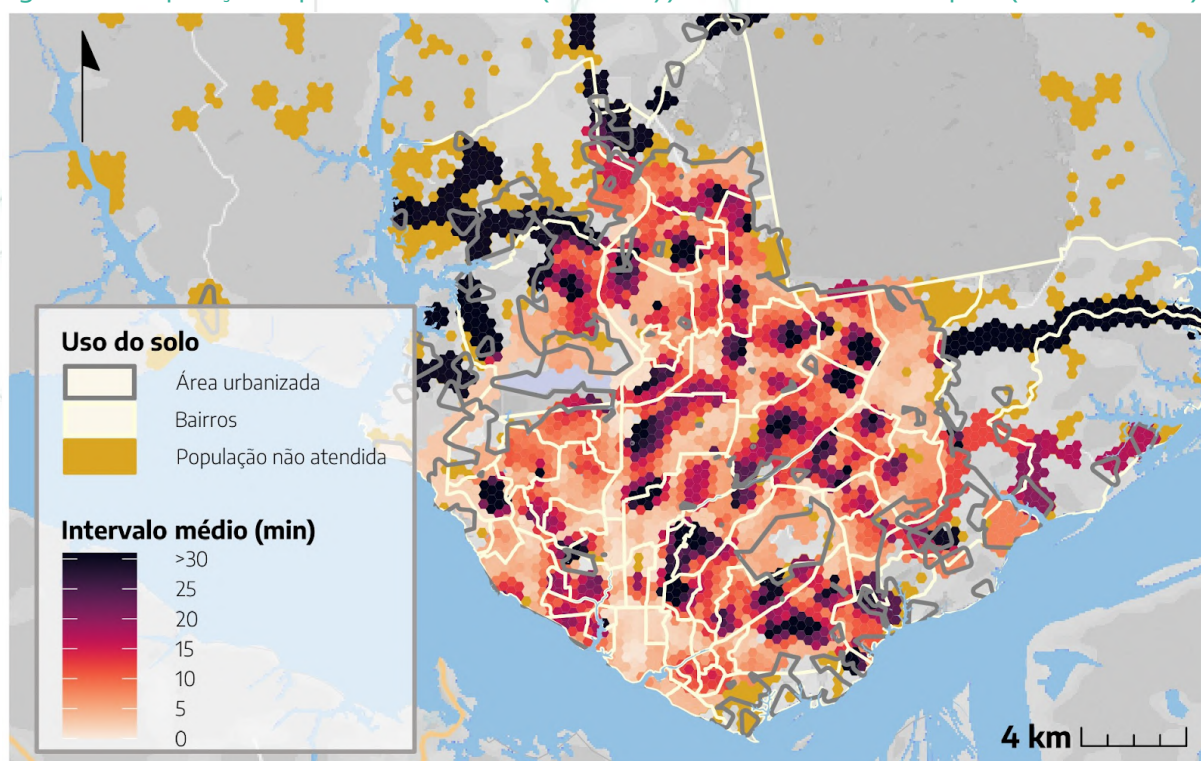 Uso do solo
Área urbanizada
Bairros
População não atendida
Intervalo médio (min)
>30
25
20
15
10
5
0
4 km